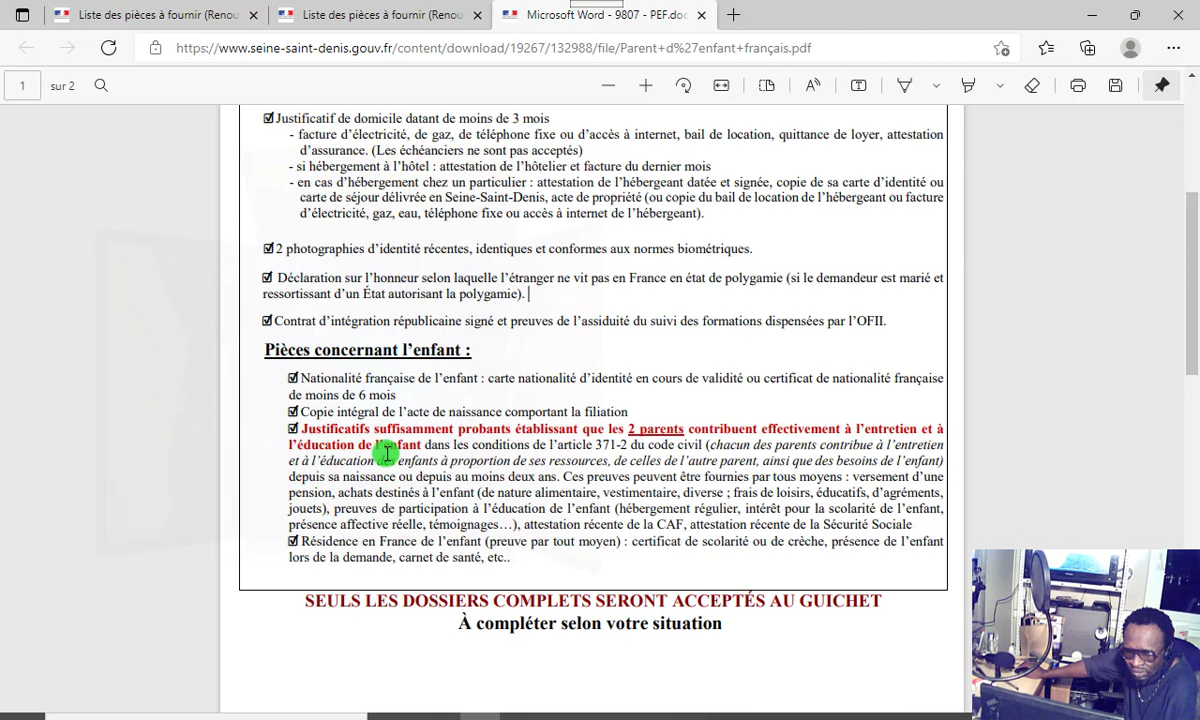 Liste des pièces à fournir (Renou
Liste des pièces à fournir (Renou
Microsoft Word - 9807 - PEF.doc
https://www.seine-saint-denis.gouv.fr/content/download/19267/132988/file/Parent+d%27enfant+français.pdf
1 sur 2
Justificatif de domicile datant de moins de 3 mois
- facture d'électricité, de gaz, de téléphone fixe ou d'accès à internet, bail de location, quittance de loyer, attestation
d'assurance. (Les échéanciers ne sont pas acceptés)
- si hébergement à l'hôtel : attestation de l'hôtelier et facture du dernier mois
- en cas d'hébergement chez un particulier : attestation de l'hébergeant datée et signée, copie de sa carte d'identité ou
carte de séjour délivrée en Seine-Saint-Denis, acte de propriété (ou copie du bail de location de l'hébergeant ou facture
d'électricité, gaz, eau, téléphone fixe ou accès à internet de l'hébergeant).
2 photographies d'identité récentes, identiques et conformes aux normes biométriques.
Déclaration sur l'honneur selon laquelle l'étranger ne vit pas en France en état de polygamie (si le demandeur est marié et
ressortissant d'un État autorisant la polygamie).
Contrat d'intégration républicaine signé et preuves de l'assiduité du suivi des formations dispensées par l'OFII.
Pièces concernant l'enfant :
Nationalité française de l'enfant : carte nationalité d'identité en cours de validité ou certificat de nationalité française
de moins de 6 mois
Copie intégral de l'acte de naissance comportant la filiation
Justificatifs suffisamment probants établissant que les 2 parents contribuent effectivement à l'entretien et à
l'éducation de l'enfant dans les conditions de l'article 371-2 du code civil (chacun des parents contribue à l'entretien
et à l'éducation des enfants à proportion de ses ressources, de celles de l'autre parent, ainsi que des besoins de l'enfant)
depuis sa naissance ou depuis au moins deux ans. Ces preuves peuvent être fournies par tous moyens : versement d'une
pension, achats destinés à l'enfant (de nature alimentaire, vestimentaire, diverse ; frais de loisirs, éducatifs, d'agréments,
jouets), preuves de participation à l'éducation de l'enfant (hébergement régulier, intérêt pour la scolarité de l'enfant,
présence affective réelle, témoignages…), attestation récente de la CAF, attestation récente de la Sécurité Sociale
Résidence en France de l'enfant (preuve par tout moyen) : certificat de scolarité ou de crèche, présence de l'enfant
lors de la demande, carnet de santé, etc..
SEULS LES DOSSIERS COMPLETS SERONT ACCEPTÉS AU GUICHET
À compléter selon votre situation